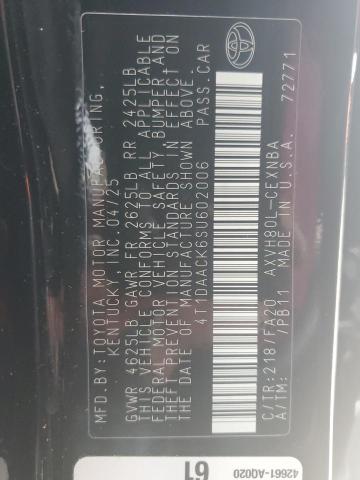 MFD.BY:TOYOTA MOTOR MANUFACTURING,
KENTUCKY, INC. 04/25
GVWR 4625LB GAWR FR 2625LB RR 2425LB
THIS VEHICLE CONFORMS TO ALL APPLICABLE
FEDERAL MOTOR VEHICLE SAFETY, BUMPER AND
THEFT PREVENTION STANDARDS IN EFFECT ON
THE DATE OF MANUFACTURE SHOWN ABOVE.
4T1DAACK6SU602006 PASS.CAR
C/TR:218/FA20 AXVH80L-CEXNBA
A/TM: /PB11 MADE IN U.S.A. 72771
42661-AQ020
61